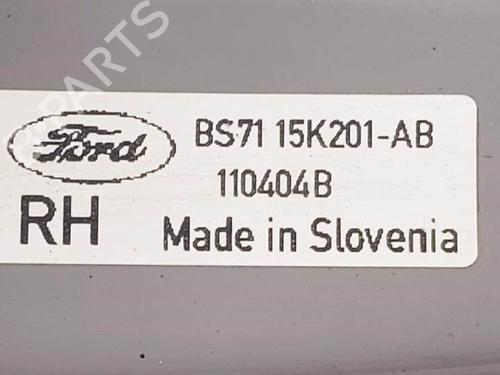 Ford
BS71 15K201-AB
110404B
RH
Made in Slovenia